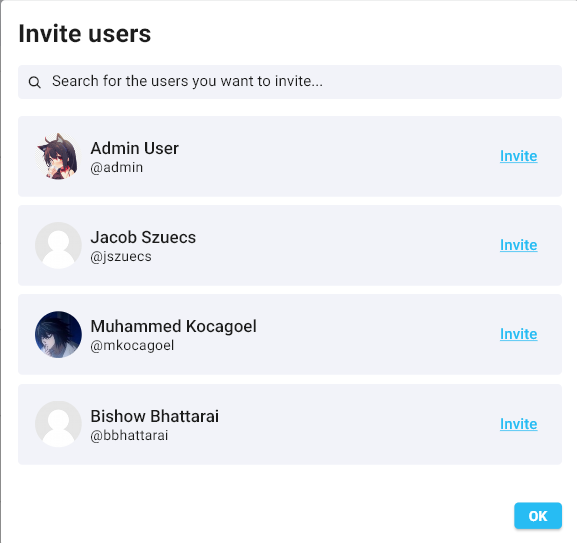 Invite users
Search for the users you want to invite...
Admin User
@admin
Invite
Jacob Szuecs
@jszuecs
Invite
Muhammed Kocagoel
@mkocagoel
Invite
Bishow Bhattarai
@bbhattarai
Invite
OK